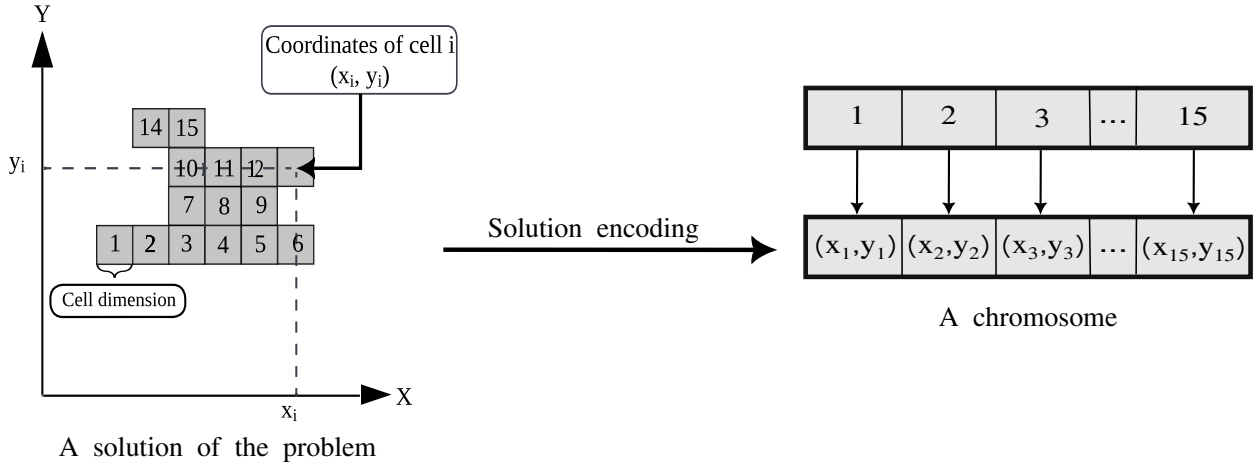 Y
Coordinates of cell i
(xi, yi)
14 15
yi
10 11 12
7 8 9
1 2 3 4 5 6
Cell dimension
X
xi
A solution of the problem
Solution encoding
1 2 3 ... 15
(x1,y1) (x2,y2) (x3,y3) ... (x15,y15)
A chromosome